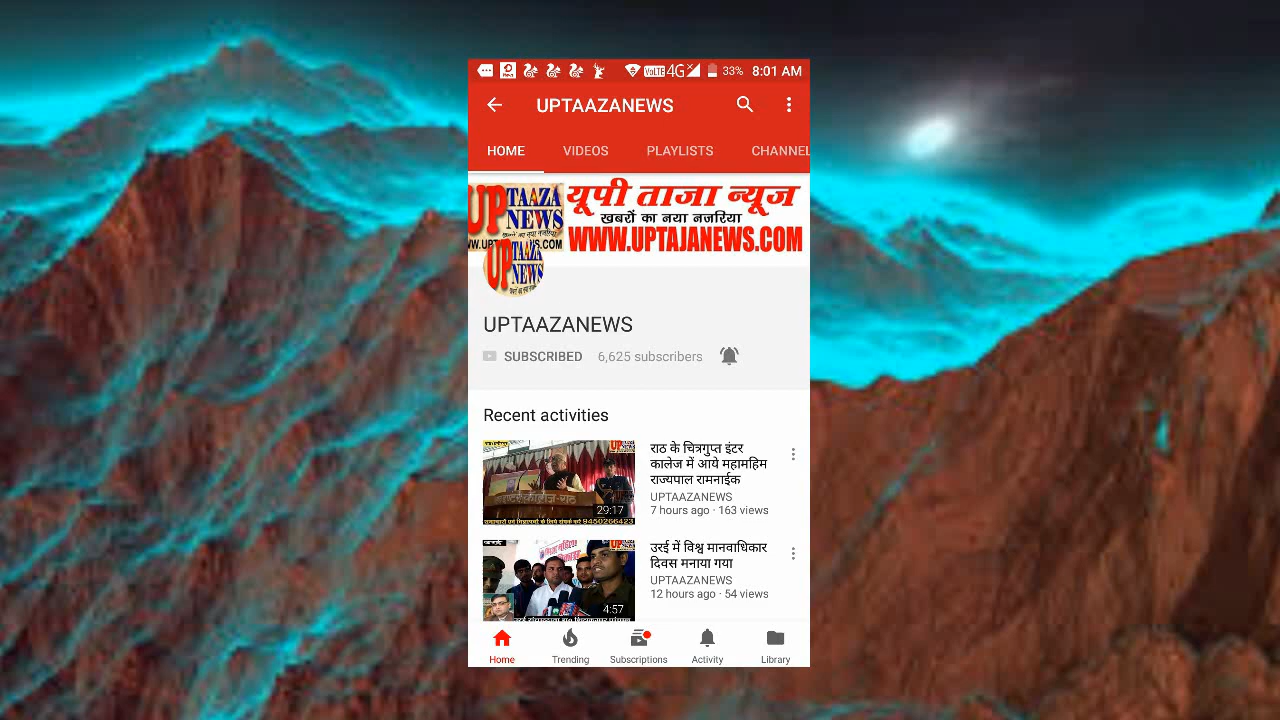 33% 8:01 AM
UPTAAZANEWS
HOME VIDEOS PLAYLISTS CHANNEL
UP TAAZA NEWS
यूपी ताजा न्यूज
खबरों का नया नजरिया
WWW.UPTAJANEWS.COM
UP TAAZA NEWS
UPTAAZANEWS
SUBSCRIBED 6,625 subscribers
Recent activities
राठ के चित्रगुप्त इंटर
कालेज में आये महामहिम
राज्यपाल रामनाईक
UPTAAZANEWS
7 hours ago · 163 views
29:17
उरई में विश्व मानवाधिकार
दिवस मनाया गया
UPTAAZANEWS
12 hours ago · 54 views
4:57
Home Trending Subscriptions Activity Library